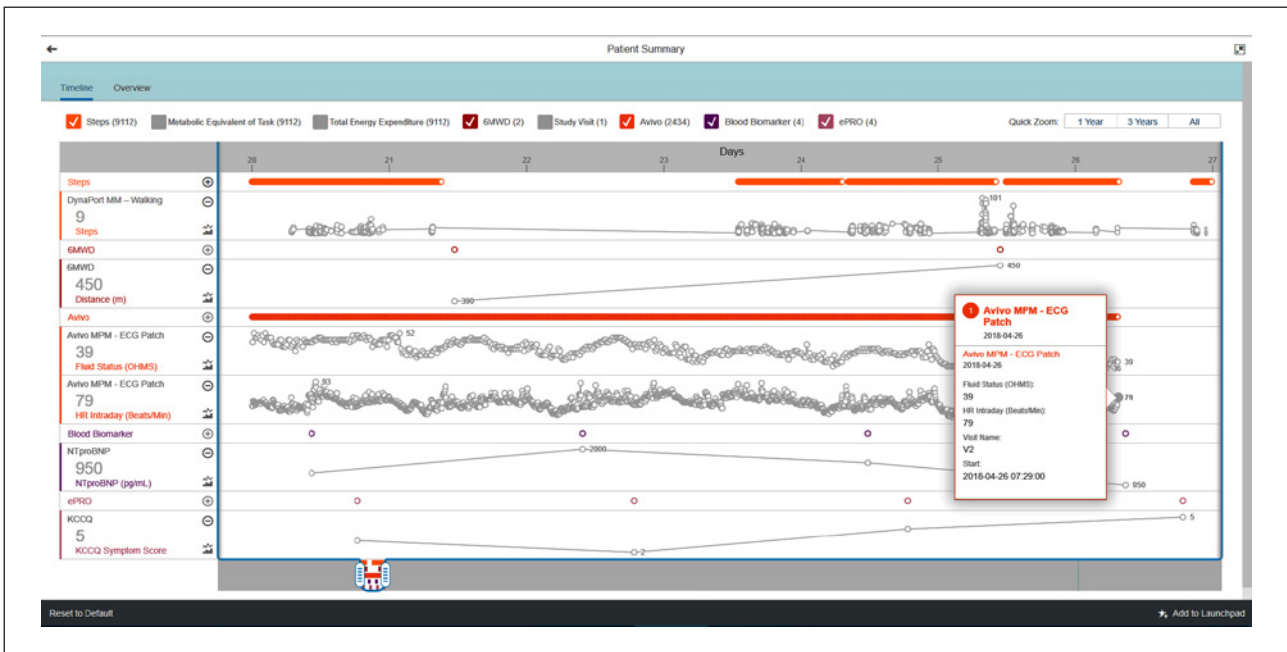 Patient Summary
Timeline Overview
Steps (9112) Metabolic Equivalent of Task (9112) Total Energy Expenditure (9112) 6MWD (2) Study Visit (1) Avivo (2434) Blood Biomarker (4) ePRO (4) Quick Zoom: 1 Year 3 Years All
Days
20 21 22 23 24 25 26 27
Steps
DynaPort MM – Walking
9
Steps
101
6MWD
6MWD
450
Distance (m)
390
450
Avivo
Avivo MPM - ECG Patch
39
Fluid Status (OHMS)
52
39
36
Avivo MPM - ECG Patch
79
HR Intraday (Beats/Min)
93
79
Blood Biomarker
NTproBNP
950
NTproBNP (pg/mL)
2000
950
ePRO
KCCQ
5
KCCQ Symptom Score
2
5
1 Avivo MPM - ECG
Patch
2018-04-26
Avivo MPM - ECG Patch
2018-04-26
Fluid Status (OHMS):
39
HR Intraday (Beats/Min):
79
Visit Name:
V2
Start:
2018-04-26 07:29:00
Reset to Default Add to Launchpad